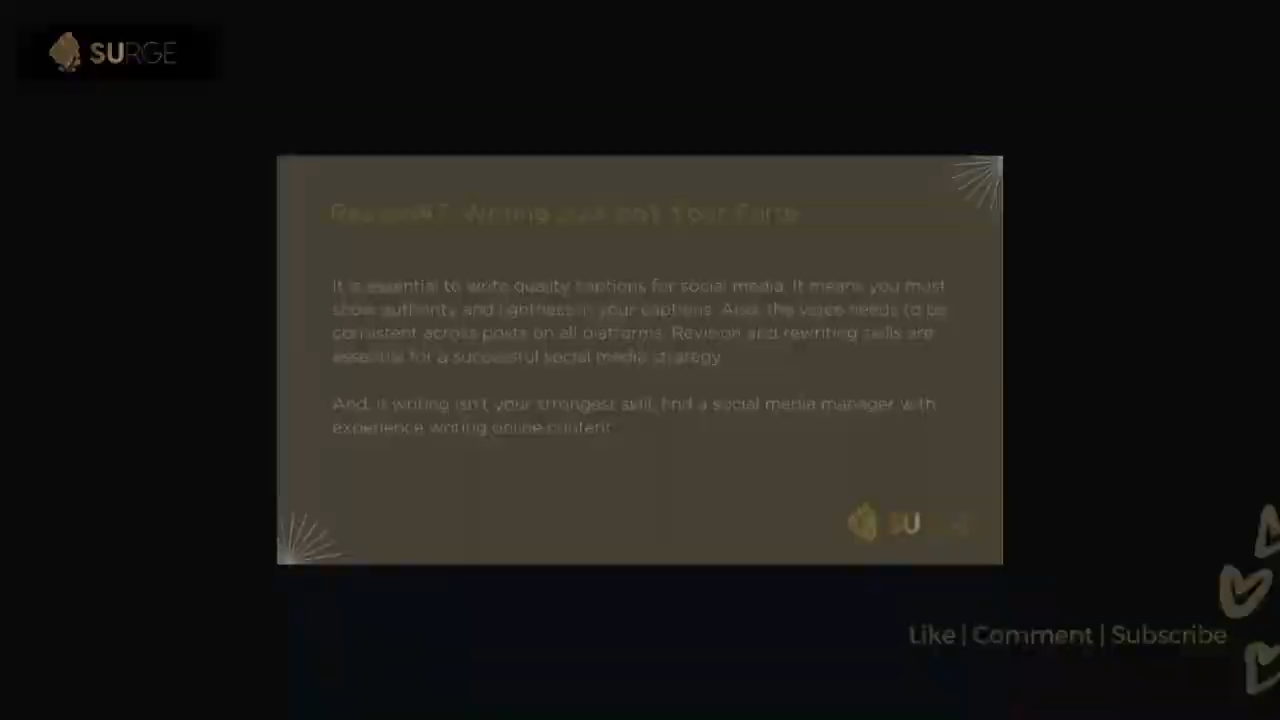 SURGE
Reason#7: Writing Just Isn't Your Forte
It is essential to write quality captions for social media. It means you must
show authority and lightness in your captions. Also, the voice needs to be
consistent across posts on all platforms. Revision and rewriting skills are
essential for a successful social media strategy.
And, if writing isn't your strongest skill, find a social media manager with
experience writing online content.
SU
Like | Comment | Subscribe